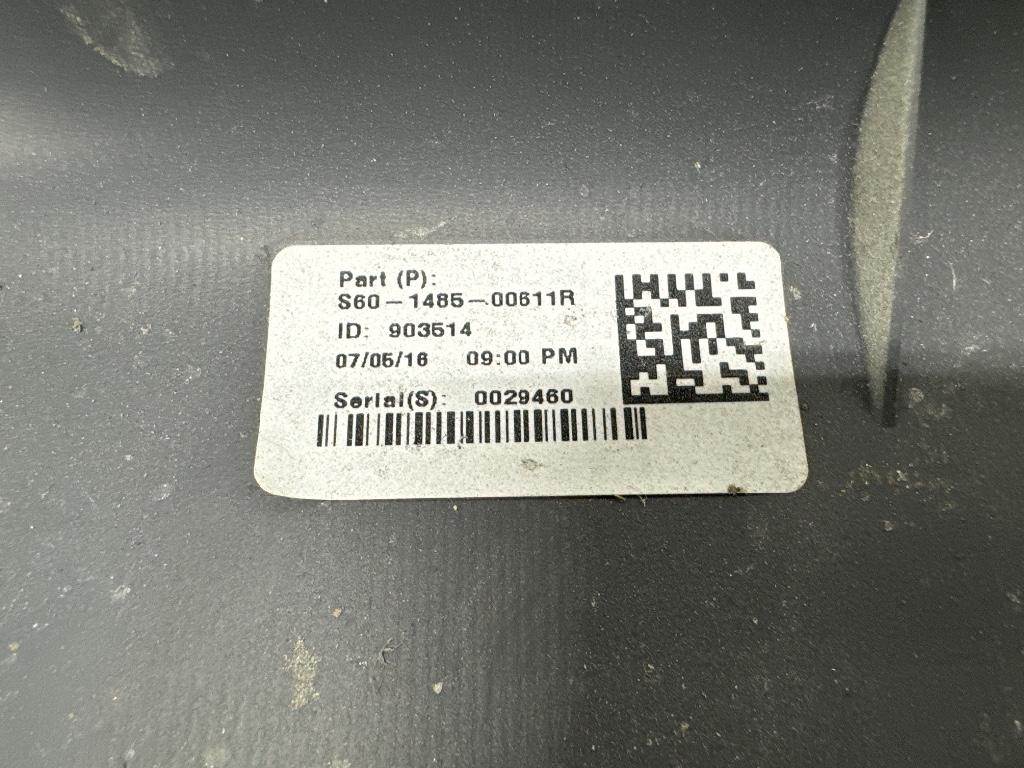 Part (P):
S60-1485-00611R
ID: 903514
07/05/16 09:00 PM
Serial(S): 0029460